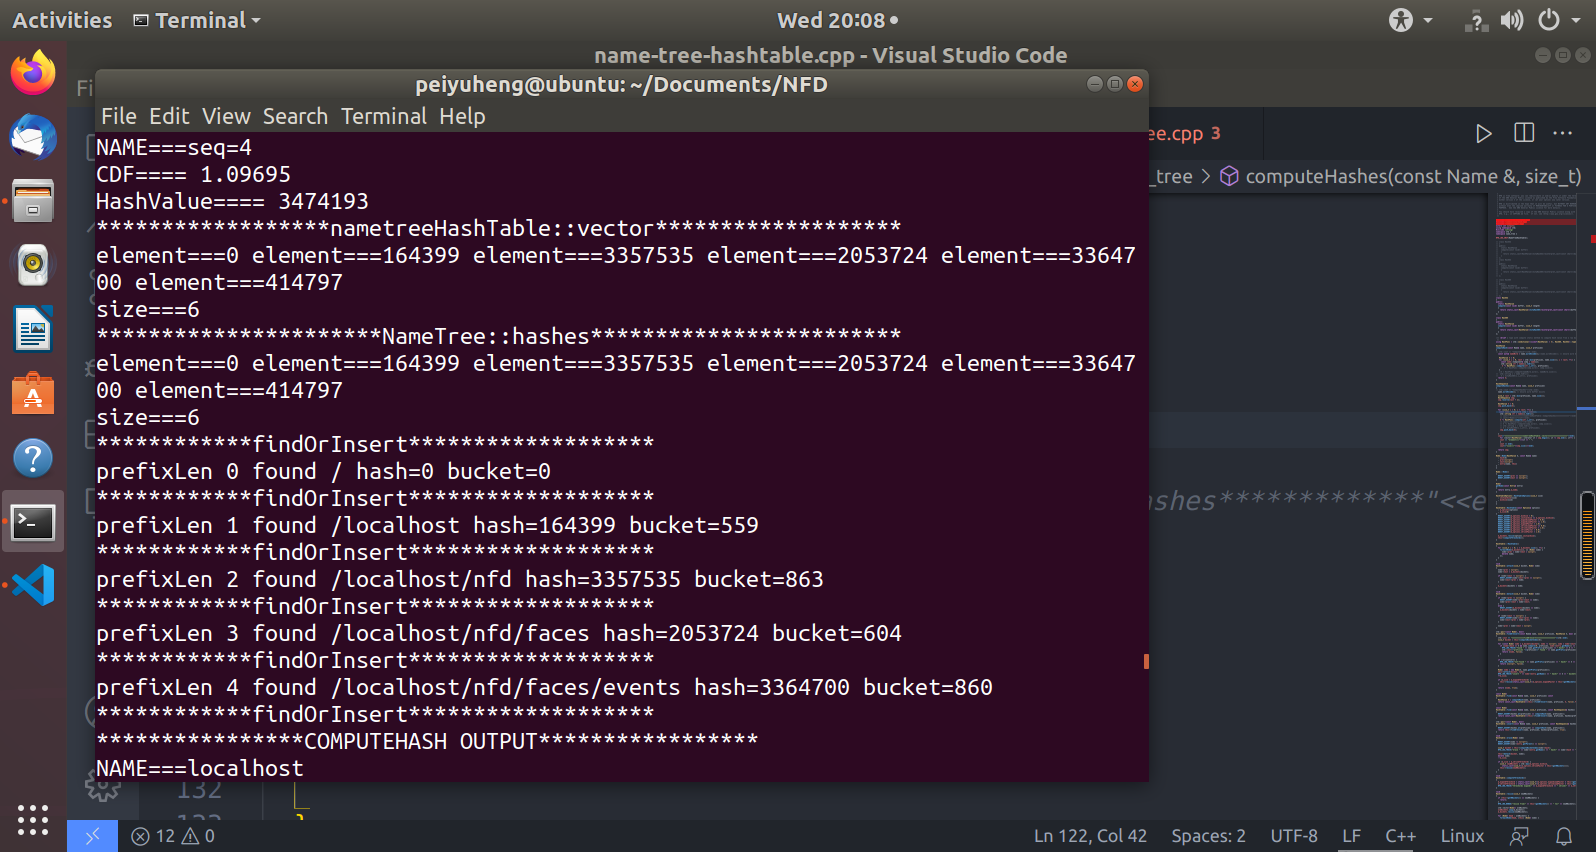 Activities Terminal Wed 20:08
name-tree-hashtable.cpp - Visual Studio Code
Fi
peiyuheng@ubuntu: ~/Documents/NFD
File Edit View Search Terminal Help
ee.cpp 3
_tree > computeHashes(const Name &, size_t)
NAME===seq=4
CDF==== 1.09695
HashValue==== 3474193
******************nametreeHashTable::vector*******************
element===0 element===164399 element===3357535 element===2053724 element===33647
00 element===414797
size===6
**********************NameTree::hashes************************
element===0 element===164399 element===3357535 element===2053724 element===33647
00 element===414797
size===6
************findOrInsert*******************
prefixLen 0 found / hash=0 bucket=0
************findOrInsert*******************
prefixLen 1 found /localhost hash=164399 bucket=559
ashes*************"<<e
************findOrInsert*******************
prefixLen 2 found /localhost/nfd hash=3357535 bucket=863
************findOrInsert*******************
prefixLen 3 found /localhost/nfd/faces hash=2053724 bucket=604
************findOrInsert*******************
prefixLen 4 found /localhost/nfd/faces/events hash=3364700 bucket=860
************findOrInsert*******************
****************COMPUTEHASH OUTPUT*****************
NAME===localhost
132
12 0 Ln 122, Col 42 Spaces: 2 UTF-8 LF C++ Linux